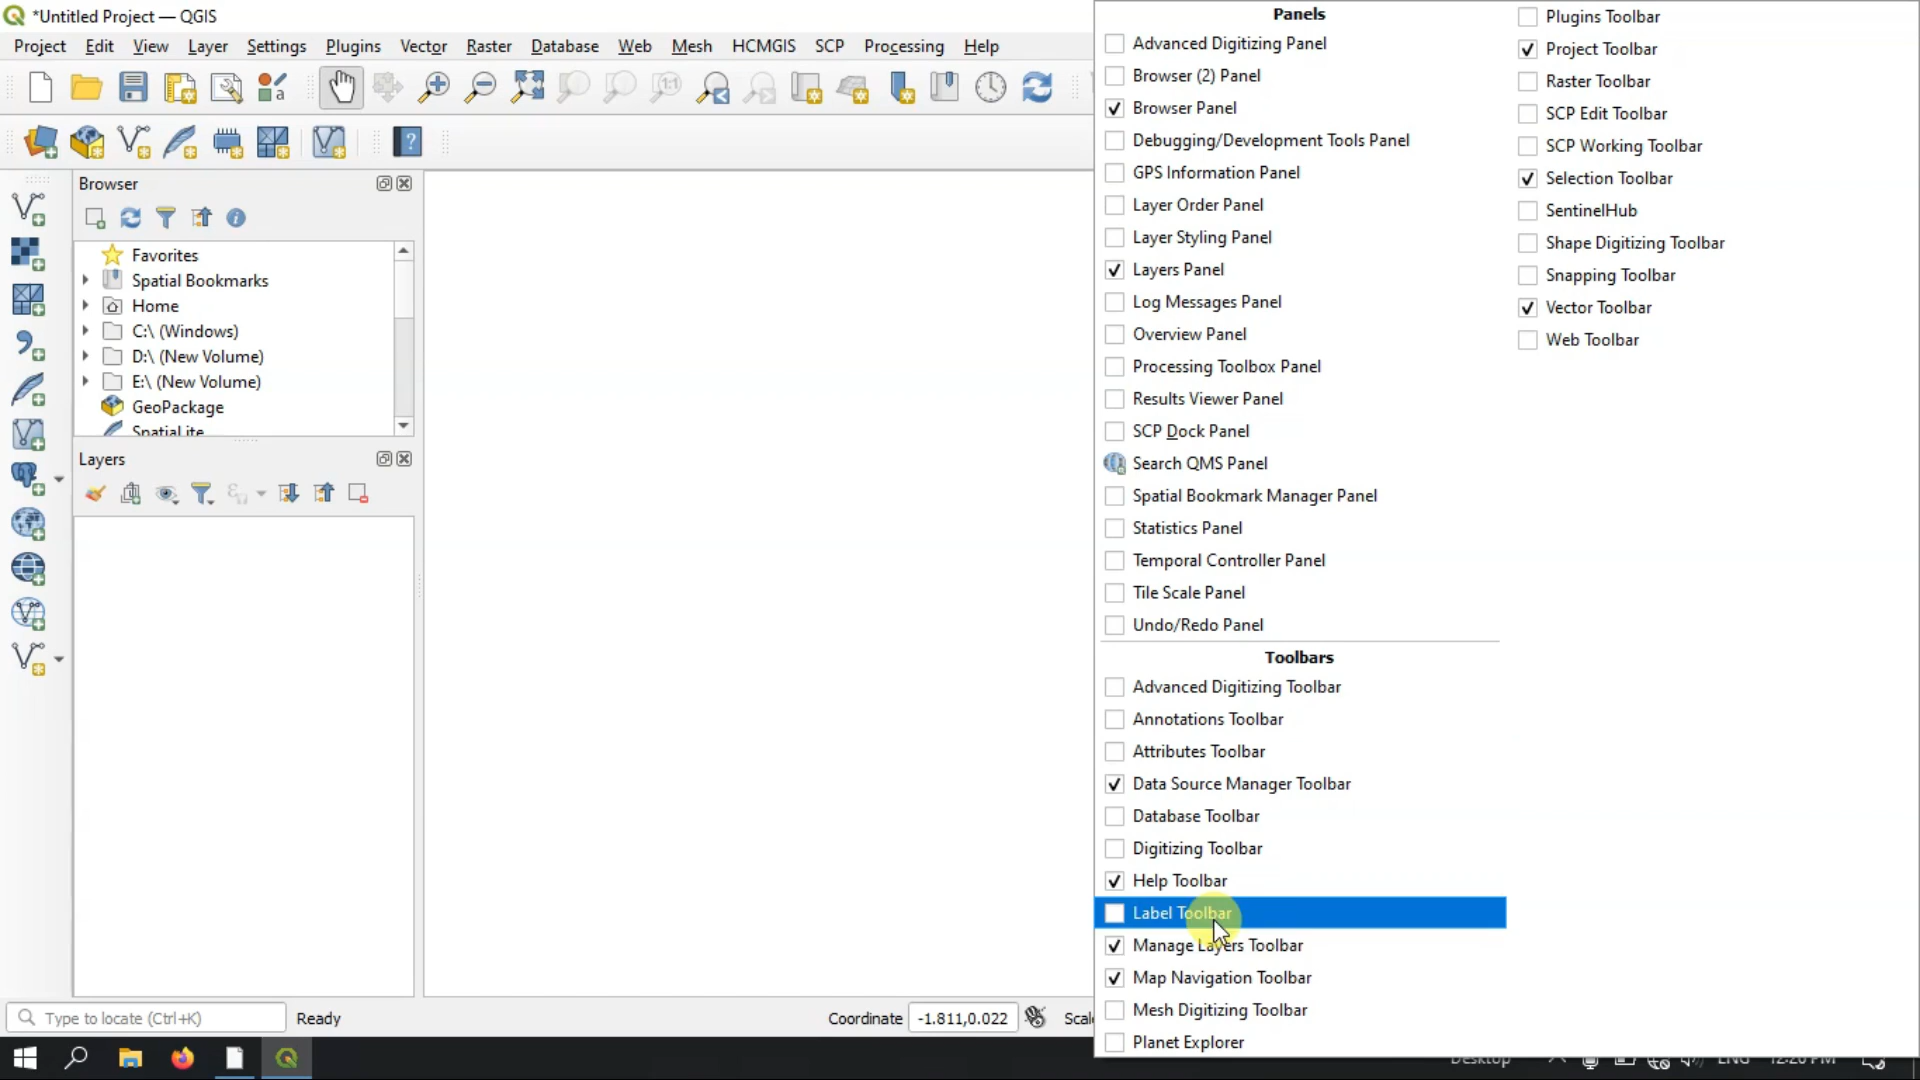 *Untitled Project — QGIS
Project Edit View Layer Settings Plugins Vector Raster Database Web Mesh HCMGIS SCP Processing Help
Browser
Favorites
Spatial Bookmarks
Home
C:\ (Windows)
D:\ (New Volume)
E:\ (New Volume)
GeoPackage
SpatiaLite
Layers
Type to locate (Ctrl+K)
Ready
Coordinate -1.811,0.022
Panels
Advanced Digitizing Panel
Browser (2) Panel
Browser Panel
Debugging/Development Tools Panel
GPS Information Panel
Layer Order Panel
Layer Styling Panel
Layers Panel
Log Messages Panel
Overview Panel
Processing Toolbox Panel
Results Viewer Panel
SCP Dock Panel
Search QMS Panel
Spatial Bookmark Manager Panel
Statistics Panel
Temporal Controller Panel
Tile Scale Panel
Undo/Redo Panel
Toolbars
Advanced Digitizing Toolbar
Annotations Toolbar
Attributes Toolbar
Data Source Manager Toolbar
Database Toolbar
Digitizing Toolbar
Help Toolbar
Label Toolbar
Manage Layers Toolbar
Map Navigation Toolbar
Mesh Digitizing Toolbar
Planet Explorer
Plugins Toolbar
Project Toolbar
Raster Toolbar
SCP Edit Toolbar
SCP Working Toolbar
Selection Toolbar
SentinelHub
Shape Digitizing Toolbar
Snapping Toolbar
Vector Toolbar
Web Toolbar
Desktop ENG 12:20 PM